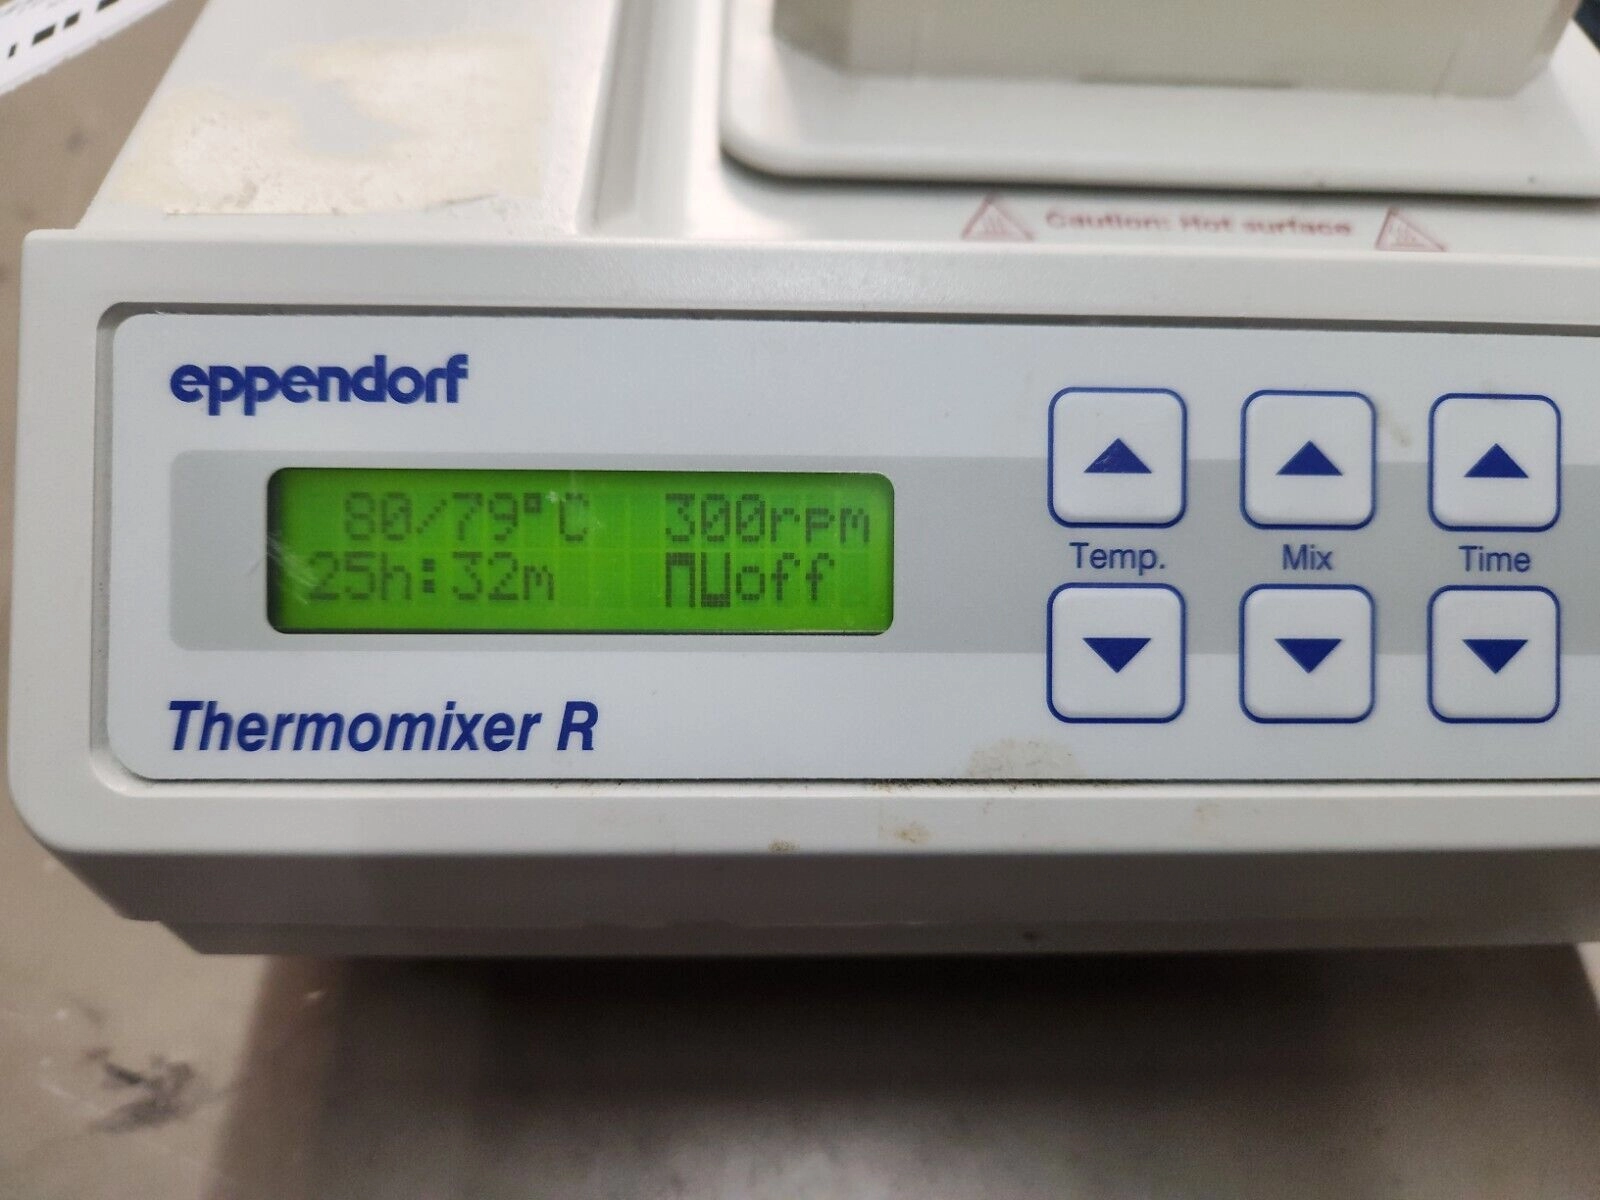 Caution: Hot surface
eppendorf
80/79°C 300rpm
25h:32m off
Temp. Mix Time
Thermomixer R